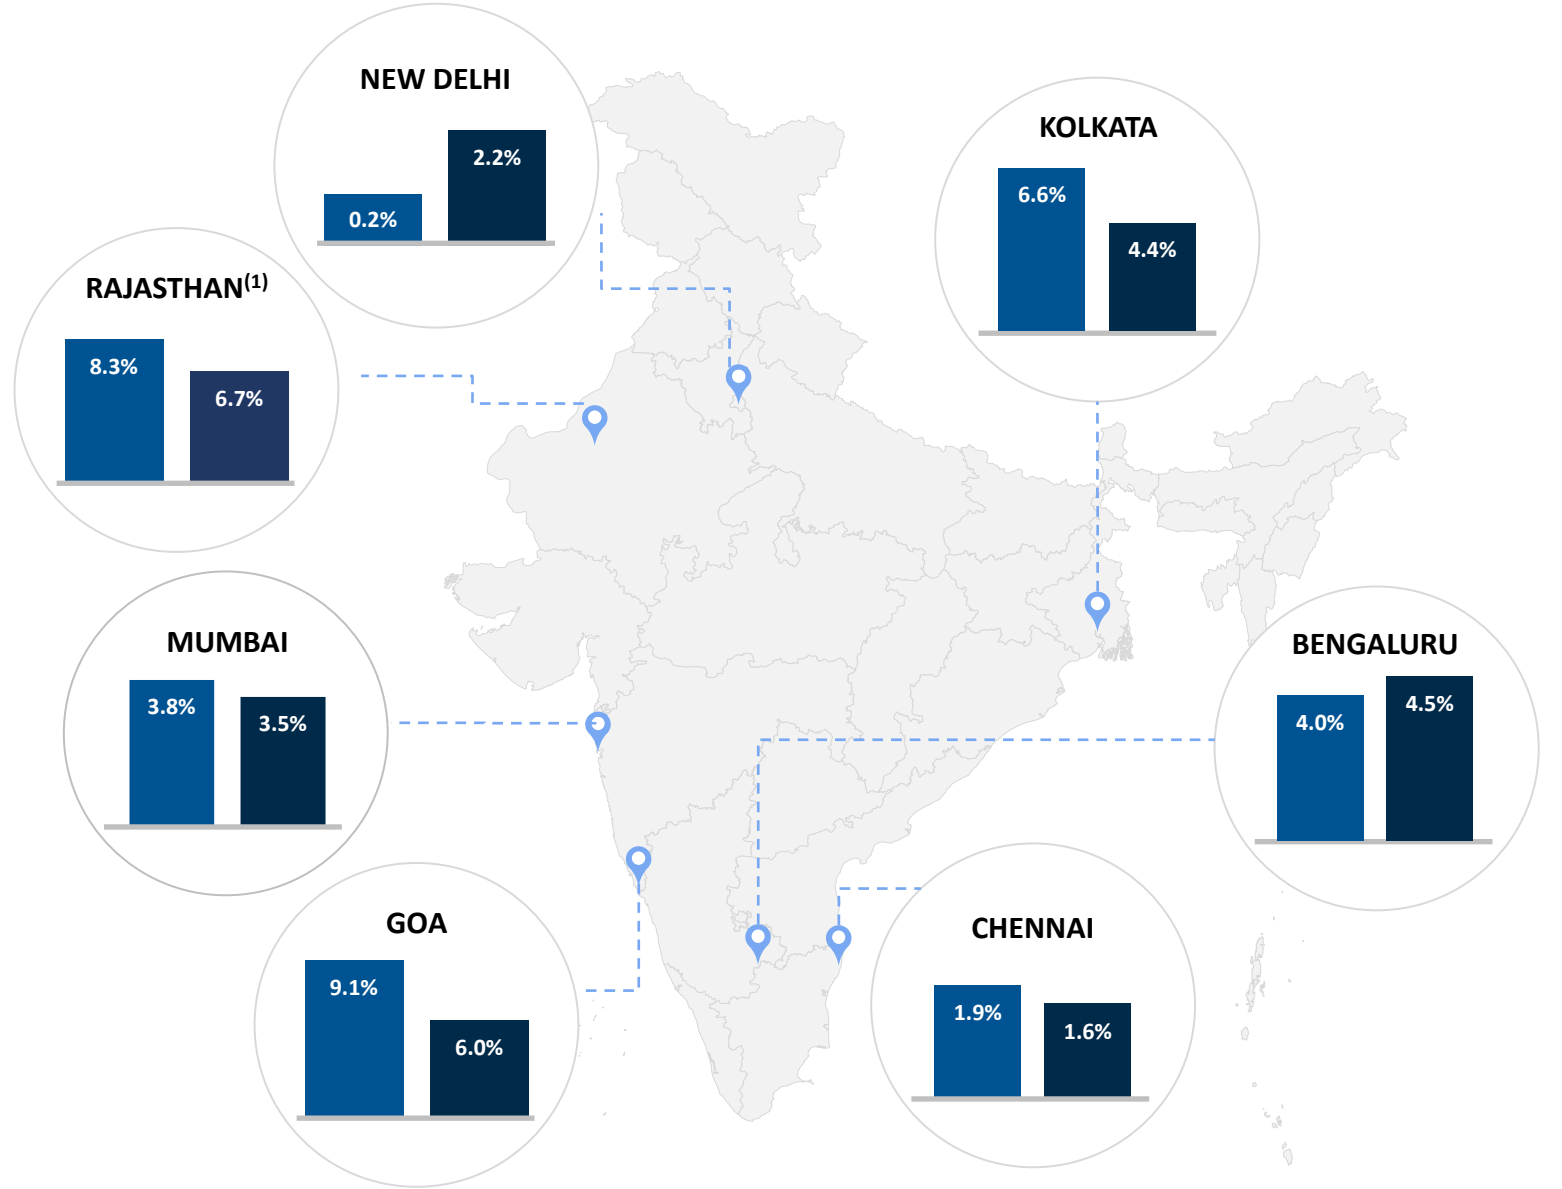 NEW DELHI
0.2%
2.2%
KOLKATA
6.6%
4.4%
RAJASTHAN(1)
8.3%
6.7%
MUMBAI
3.8%
3.5%
BENGALURU
4.0%
4.5%
GOA
9.1%
6.0%
CHENNAI
1.9%
1.6%